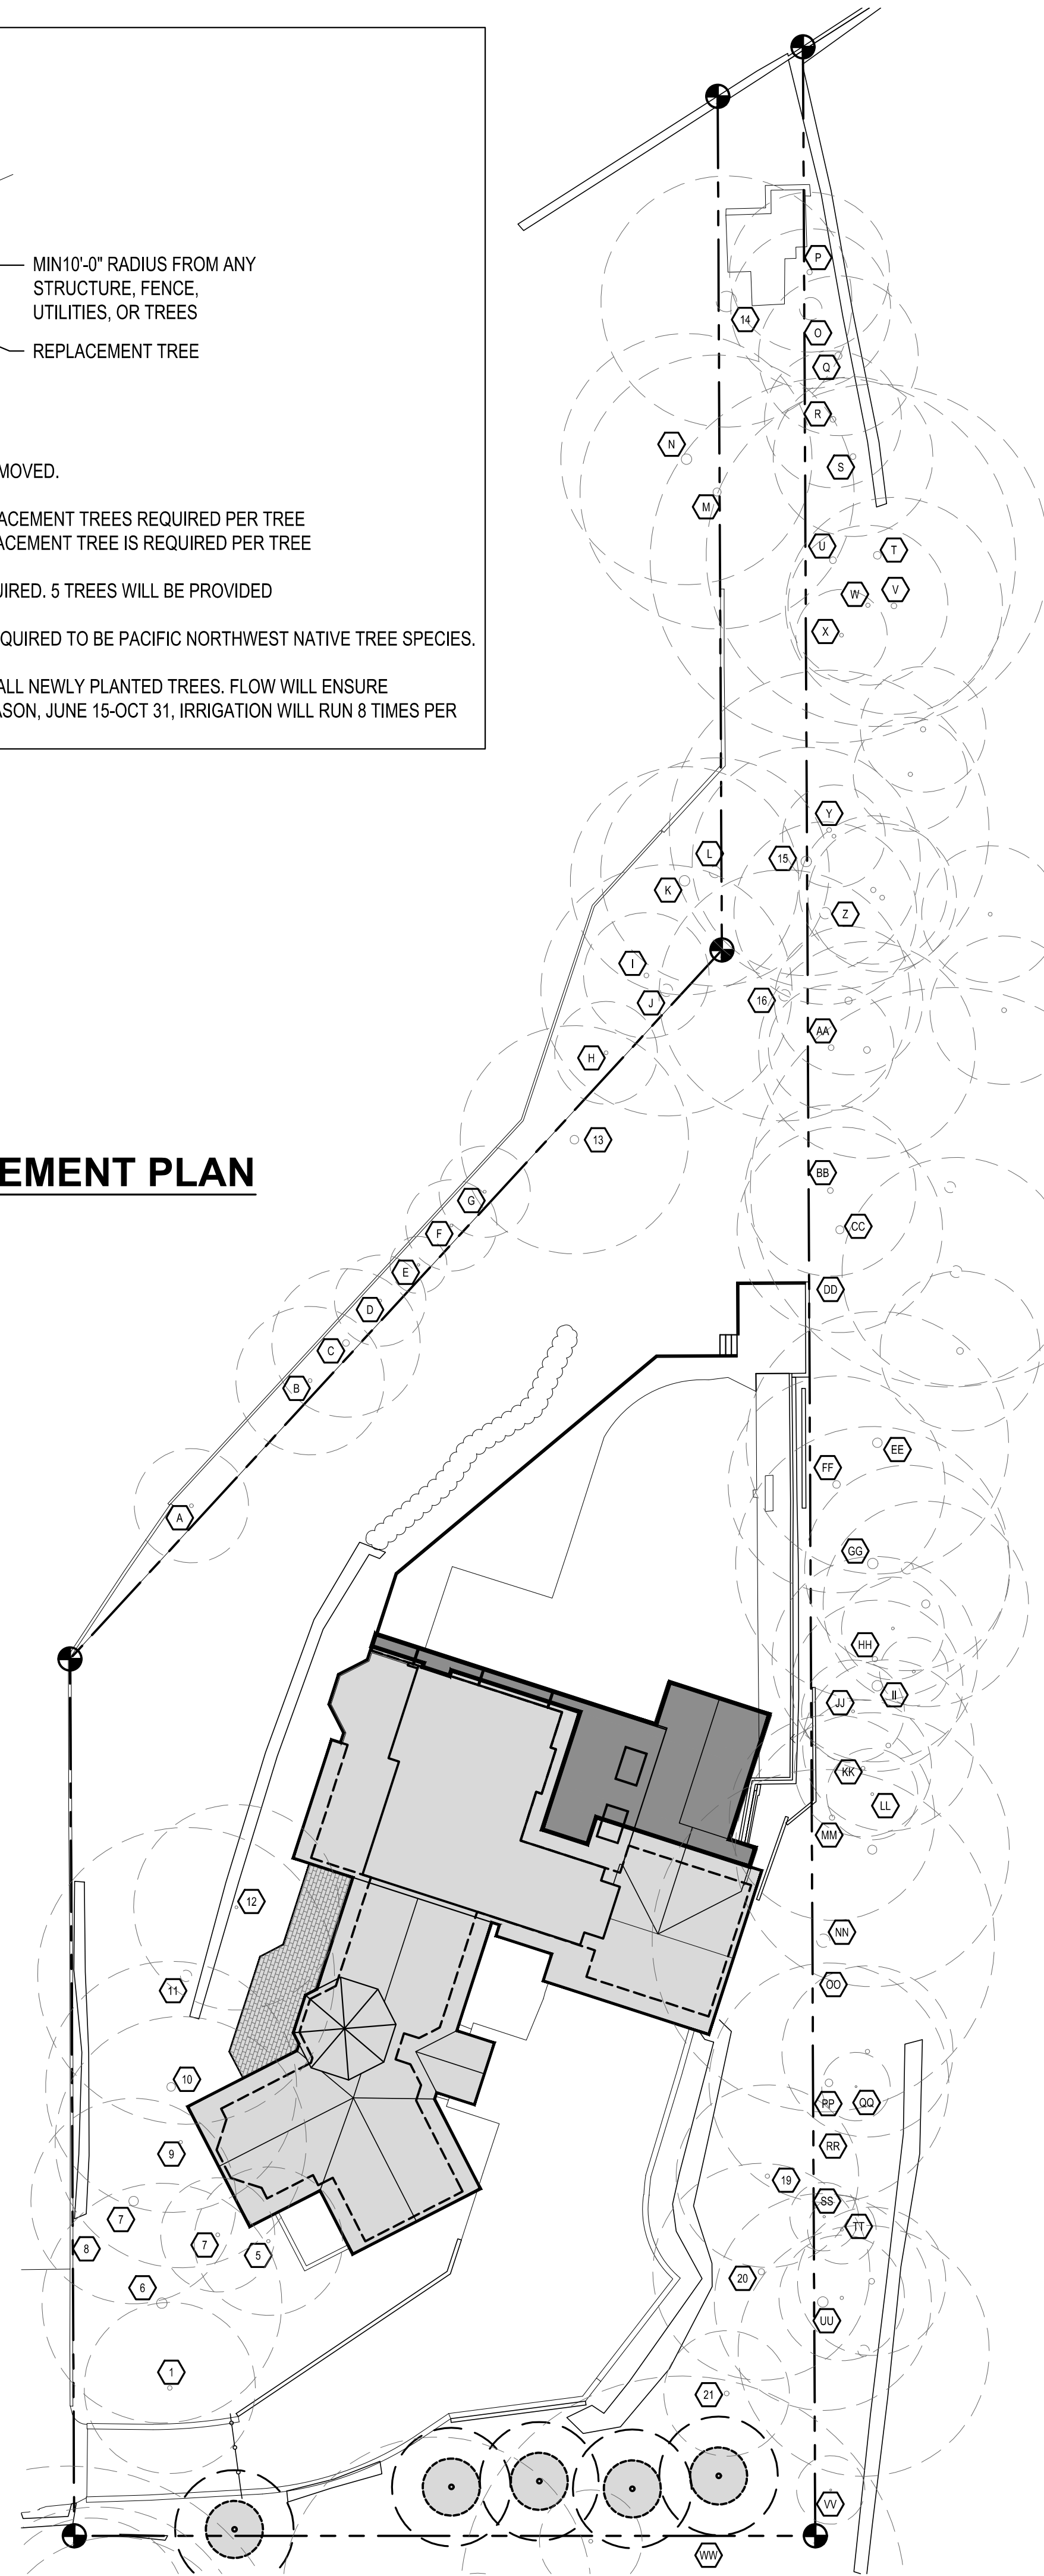 MIN10'-0" RADIUS FROM ANY
STRUCTURE, FENCE,
UTILITIES, OR TREES
REPLACEMENT TREE
MOVED.
ACEMENT TREES REQUIRED PER TREE
ACEMENT TREE IS REQUIRED PER TREE
UIRED. 5 TREES WILL BE PROVIDED
QUIRED TO BE PACIFIC NORTHWEST NATIVE TREE SPECIES.
ALL NEWLY PLANTED TREES. FLOW WILL ENSURE
ASON, JUNE 15-OCT 31, IRRIGATION WILL RUN 8 TIMES PER
EMENT PLAN
P
14
O
Q
R
N
S
M
U
T
W
V
X
Y
L
15
K
Z
I
J
16
AA
H
13
BB
G
CC
F
E
DD
D
C
B
EE
FF
A
GG
HH
II
JJ
KK
LL
MM
12
NN
OO
11
10
PP
QQ
RR
9
19
SS
7
TT
7
8
5
20
6
UU
1
21
VV
WW